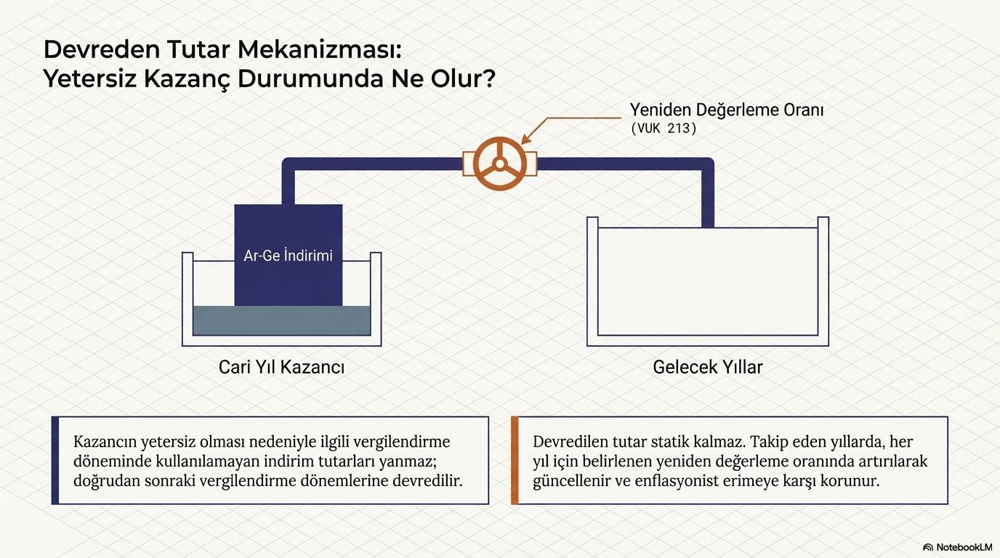 Devreden Tutar Mekanizması:
Yetersiz Kazanç Durumunda Ne Olur?
Yeniden Değerleme Oranı
(VUK 213)
Ar-Ge İndirimi
Cari Yıl Kazancı
Gelecek Yıllar
Kazancın yetersiz olması nedeniyle ilgili vergilendirme
döneminde kullanılamayan indirim tutarları yanmaz;
doğrudan sonraki vergilendirme dönemlerine devredilir.
Devredilen tutar statik kalmaz. Takip eden yıllarda, her
yıl için belirlenen yeniden değerleme oranında artırılarak
güncellenir ve enflasyonist erimeye karşı korunur.
NotebookLM